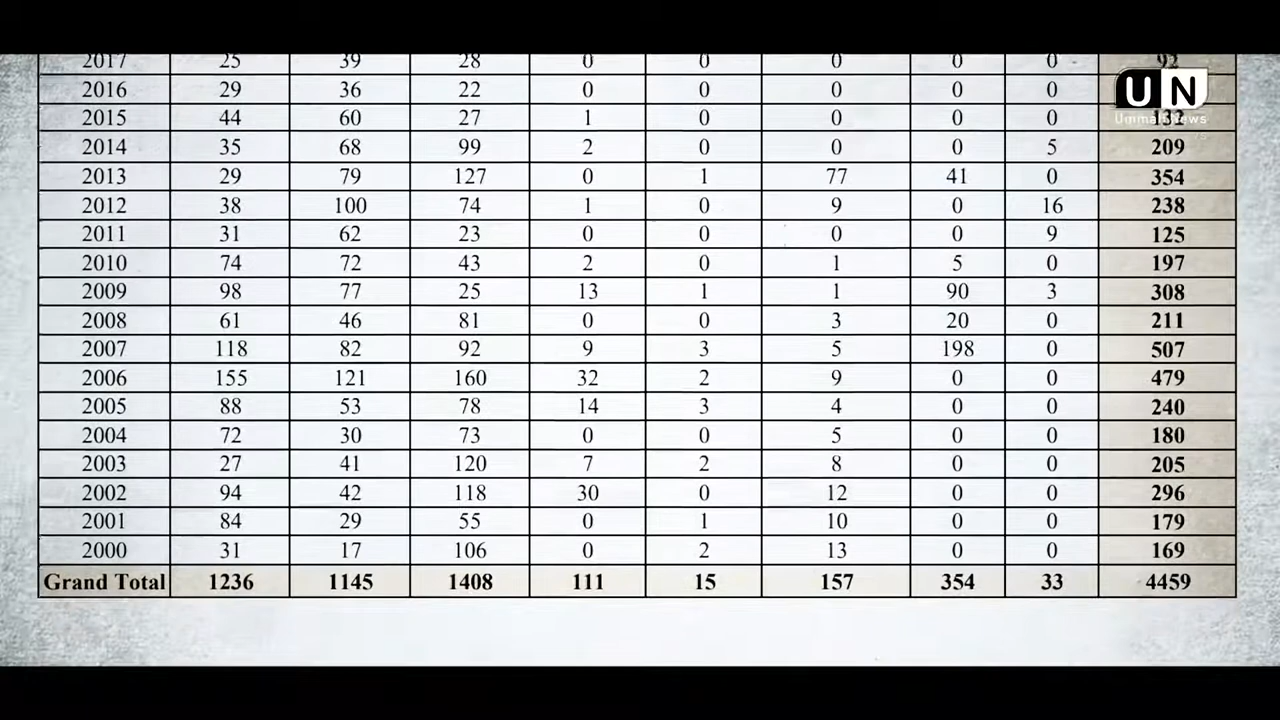 2017 25 39 28 0 0 0 0 0 92
UN
2016 29 36 22 0 0 0 0 0
2015 44 60 27 1 0 0 0 0 132
Ummah News
2014 35 68 99 2 0 0 0 5 209
2013 29 79 127 0 1 77 41 0 354
2012 38 100 74 1 0 9 0 16 238
2011 31 62 23 0 0 0 0 9 125
2010 74 72 43 2 0 1 5 0 197
2009 98 77 25 13 1 1 90 3 308
2008 61 46 81 0 0 3 20 0 211
2007 118 82 92 9 3 5 198 0 507
2006 155 121 160 32 2 9 0 0 479
2005 88 53 78 14 3 4 0 0 240
2004 72 30 73 0 0 5 0 0 180
2003 27 41 120 7 2 8 0 0 205
2002 94 42 118 30 0 12 0 0 296
2001 84 29 55 0 1 10 0 0 179
2000 31 17 106 0 2 13 0 0 169
Grand Total 1236 1145 1408 111 15 157 354 33 4459